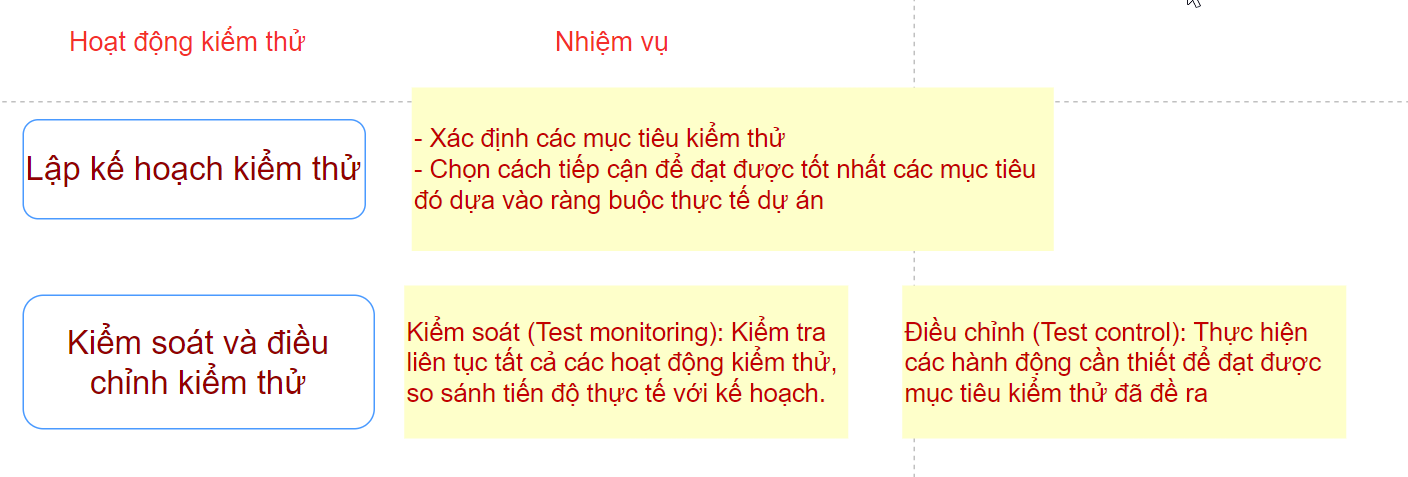 Hoạt động kiểm thử
Nhiệm vụ
Lập kế hoạch kiểm thử
- Xác định các mục tiêu kiểm thử
- Chọn cách tiếp cận để đạt được tốt nhất các mục tiêu
đó dựa vào ràng buộc thực tế dự án
Kiểm soát và điều
chỉnh kiểm thử
Kiểm soát (Test monitoring): Kiểm tra
liên tục tất cả các hoạt động kiểm thử,
so sánh tiến độ thực tế với kế hoạch.
Điều chỉnh (Test control): Thực hiện
các hành động cần thiết để đạt được
mục tiêu kiểm thử đã đề ra